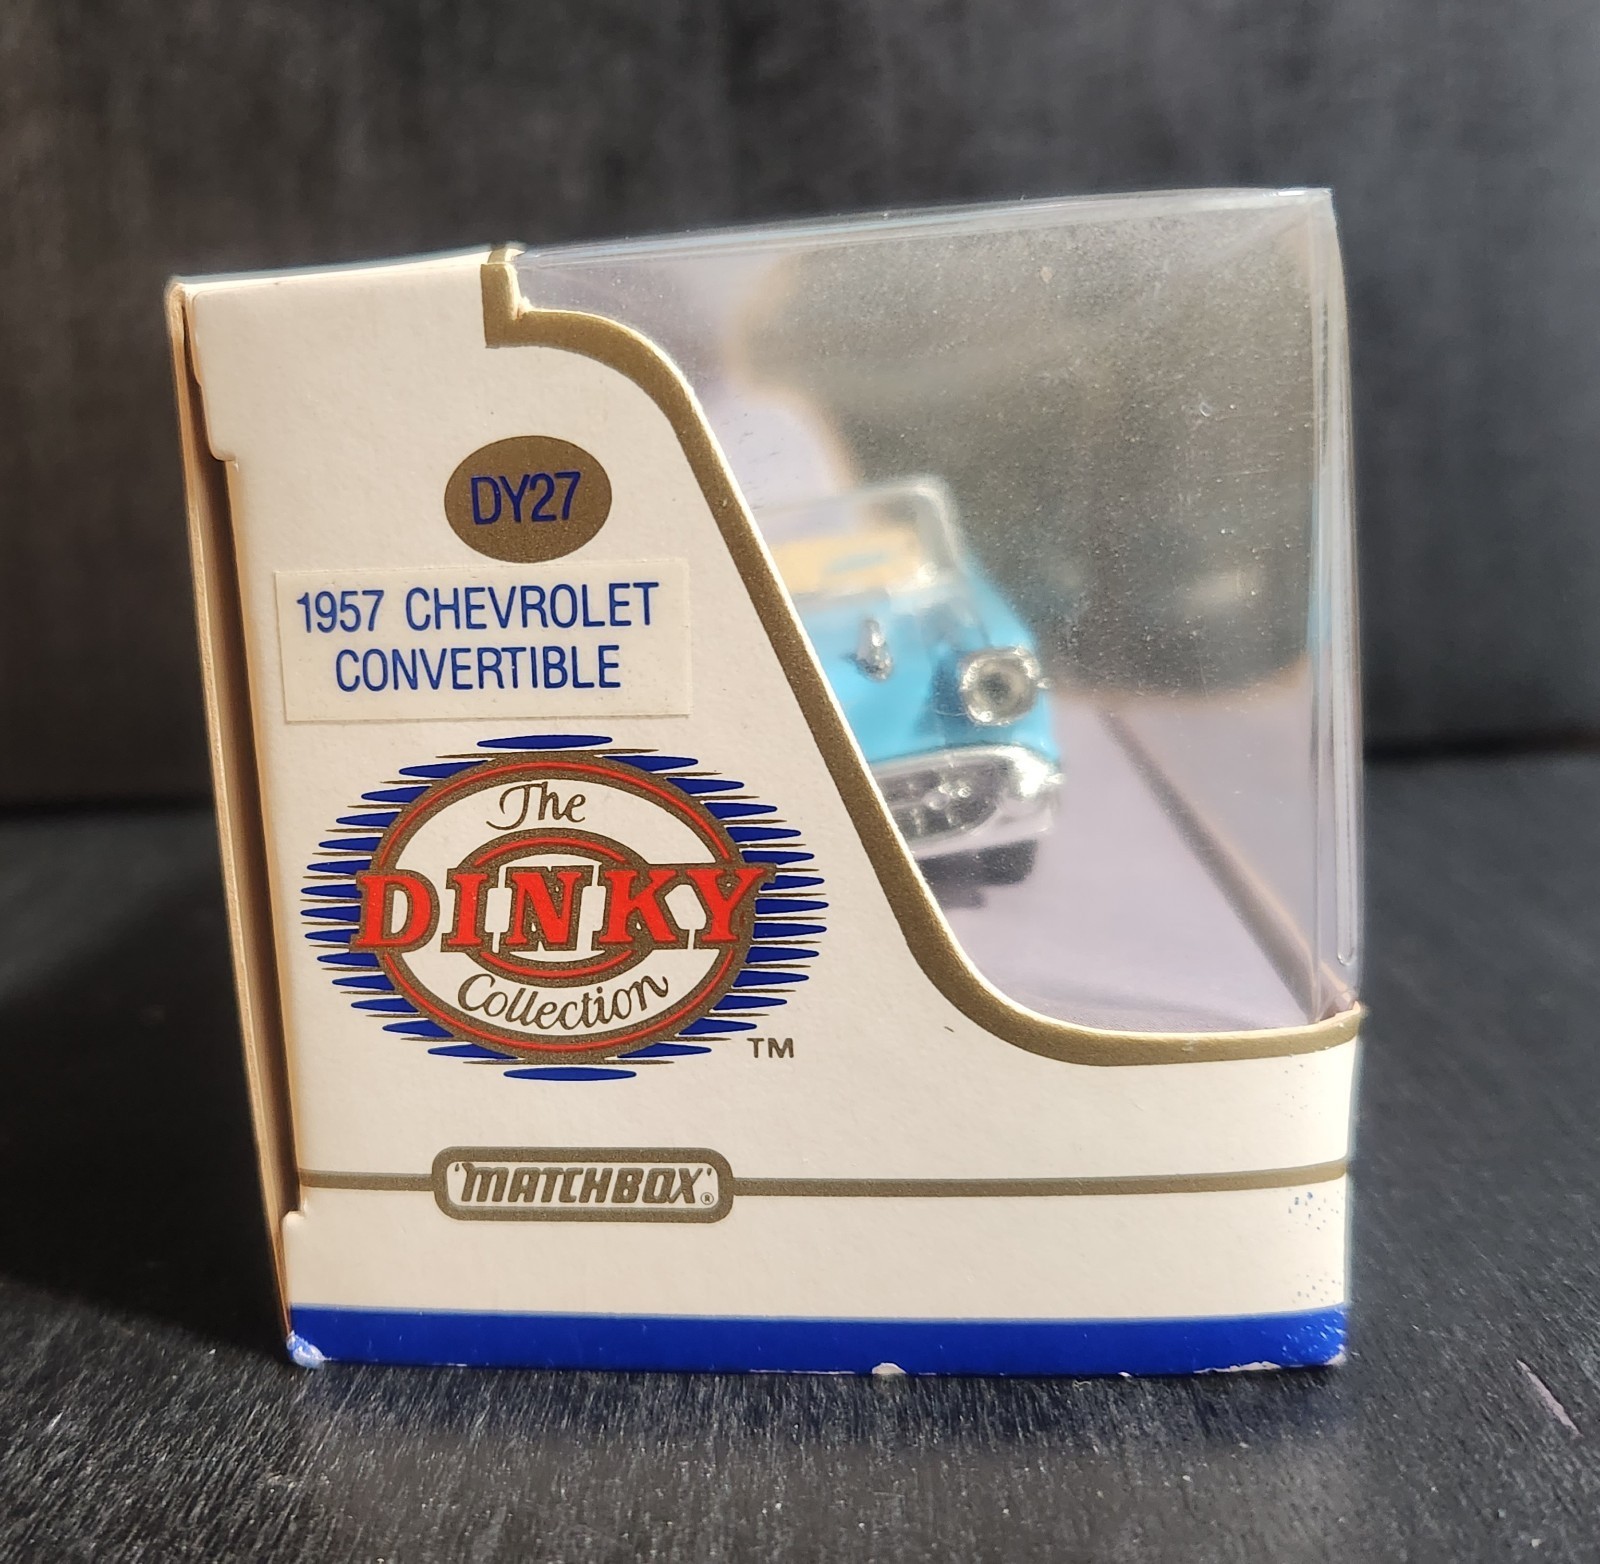 DY27
1957 CHEVROLET
CONVERTIBLE
The
DINKY
Collection
TM
'MATCHBOX'®